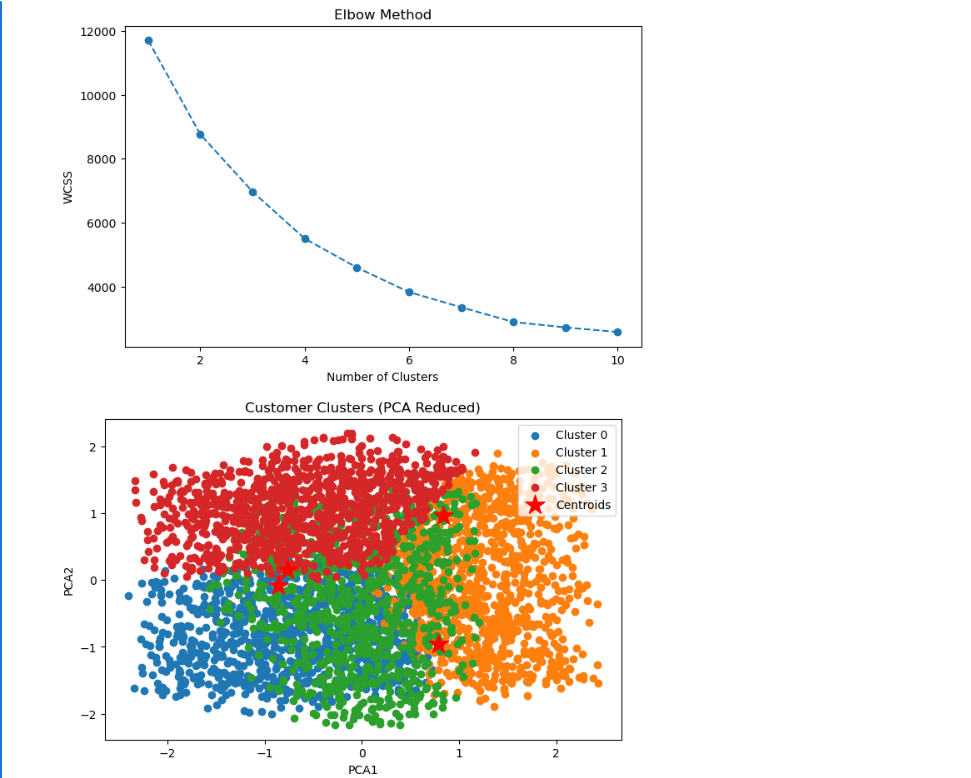 Elbow Method
12000
10000
8000
6000
4000
WCSS
2 4 6 8 10
Number of Clusters
Customer Clusters (PCA Reduced)
Cluster 0
Cluster 1
Cluster 2
Cluster 3
Centroids
2
1
0
−1
−2
PCA2
−2 −1 0 1 2
PCA1